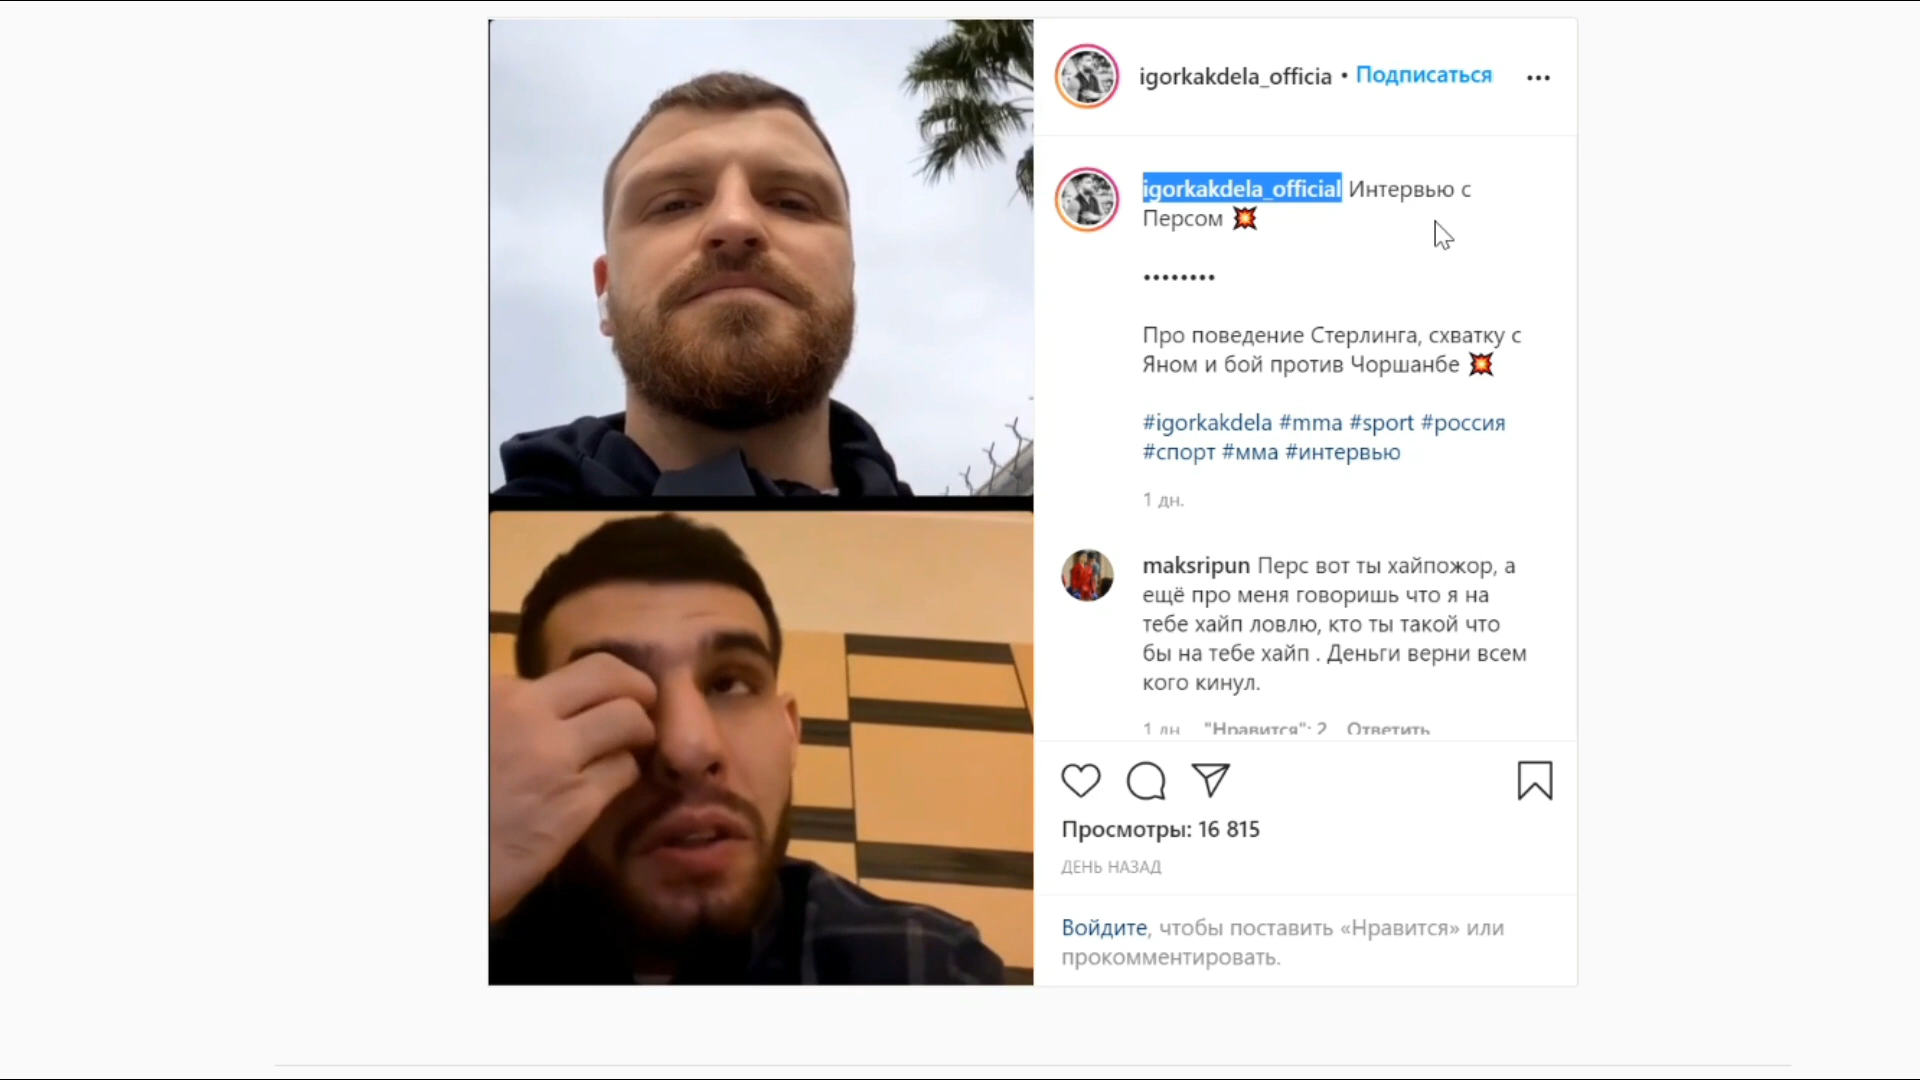 igorkakdela_officia • Подписаться
igorkakdela_official Интервью с
Персом 💥
••••••••
Про поведение Стерлинга, схватку с
Яном и бой против Чоршанбе 💥
#igorkakdela #mma #sport #россия
#спорт #мма #интервью
1 дн.
maksripun Перс вот ты хайпожор, а
ещё про меня говоришь что я на
тебе хайп ловлю, кто ты такой что
бы на тебе хайп . Деньги верни всем
кого кинул.
1 дн. "Нравится": 2 Ответить
Просмотры: 16 815
ДЕНЬ НАЗАД
Войдите, чтобы поставить «Нравится» или
прокомментировать.